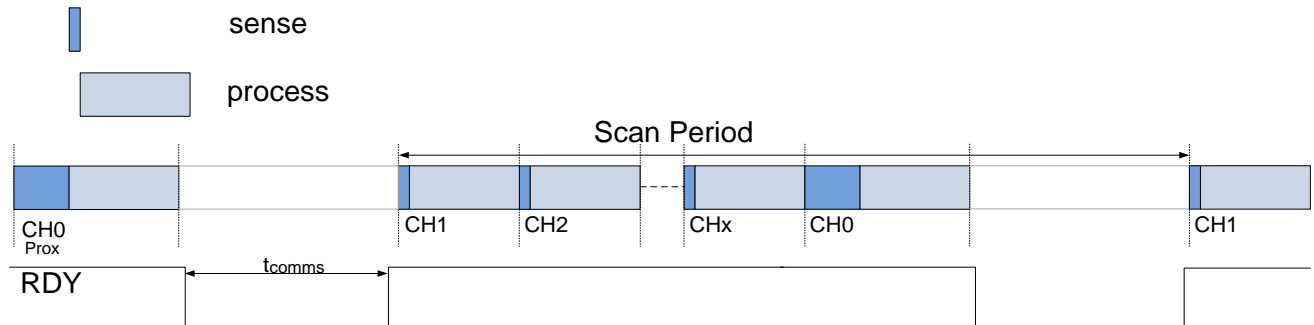 sense
process
Scan Period
CH0
Prox
CH1
CH2
CHx
CH0
CH1
RDY
tcomms